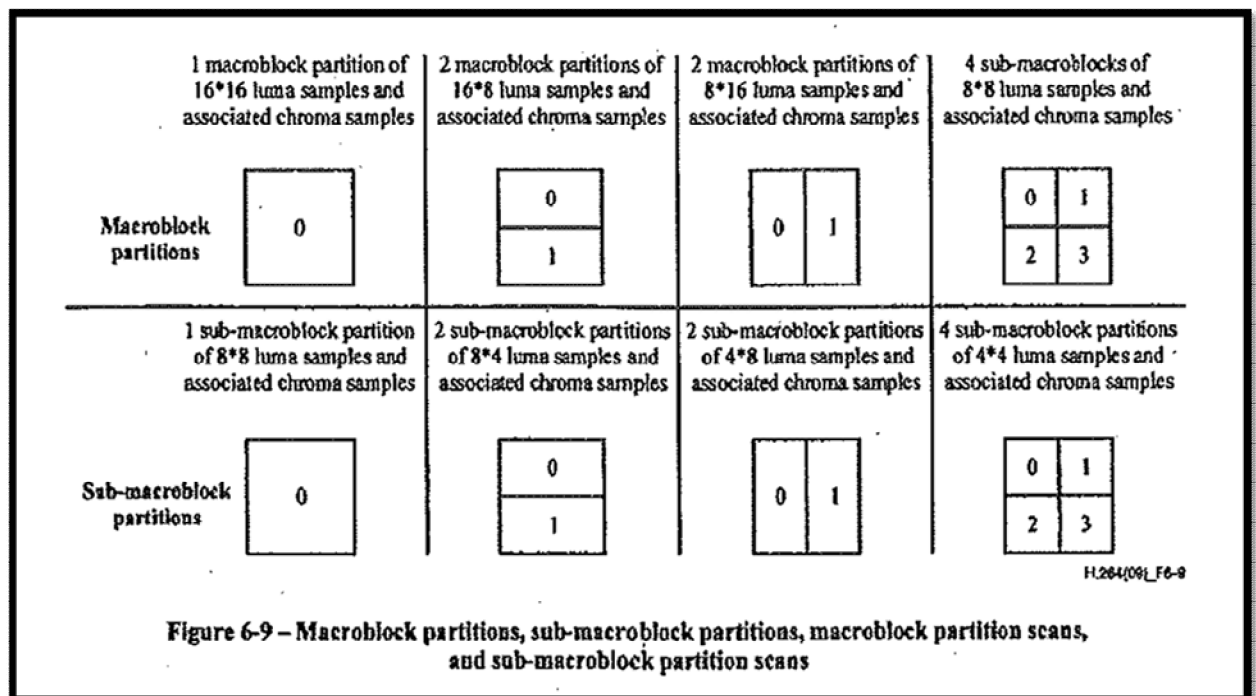 1 macroblock partition of
16*16 luma samples and
associated chroma samples
2 macroblock partitions of
16*8 luma samples and
associated chroma samples
2 macroblock partitions of
8*16 luma samples and
associated chroma samples
4 sub-macroblocks of
8*8 luma samples and
associated chroma samples
Macroblock
partitions
0
0
1
0 1
0 1
2 3
1 sub-macroblock partition
of 8*8 luma samples and
associated chroma samples
2 sub-macroblock partitions
of 8*4 luma samples and
associated chroma samples
2 sub-macroblock partitions
of 4*8 luma samples and
associated chroma samples
4 sub-macroblock partitions
of 4*4 luma samples and
associated chroma samples
Sub-macroblock
partitions
0
0
1
0 1
0 1
2 3
H.264(09)_F6-9
Figure 6-9 – Macroblock partitions, sub-macroblock partitions, macroblock partition scans,
and sub-macroblock partition scans